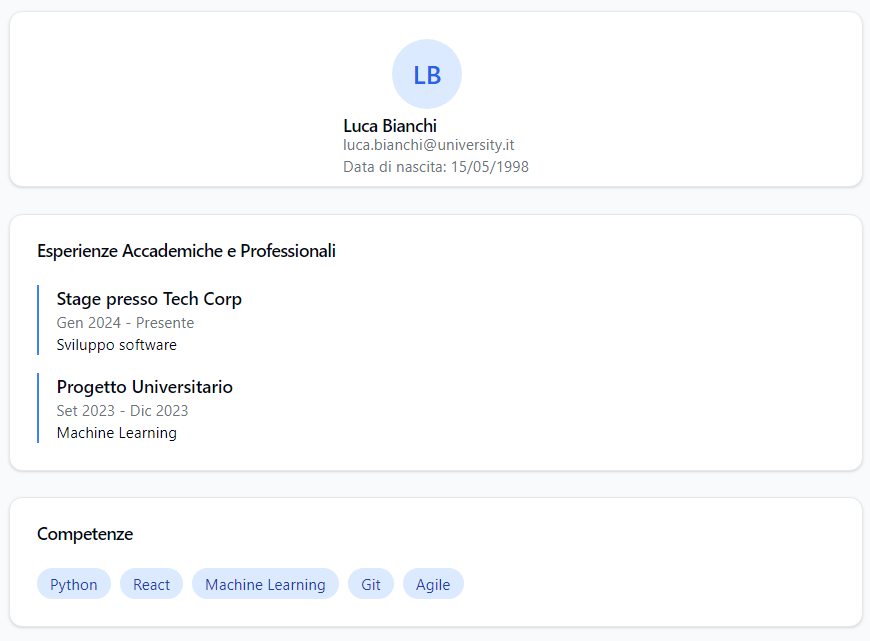 LB
Luca Bianchi
luca.bianchi@university.it
Data di nascita: 15/05/1998
Esperienze Accademiche e Professionali
Stage presso Tech Corp
Gen 2024 - Presente
Sviluppo software
Progetto Universitario
Set 2023 - Dic 2023
Machine Learning
Competenze
Python React Machine Learning Git Agile